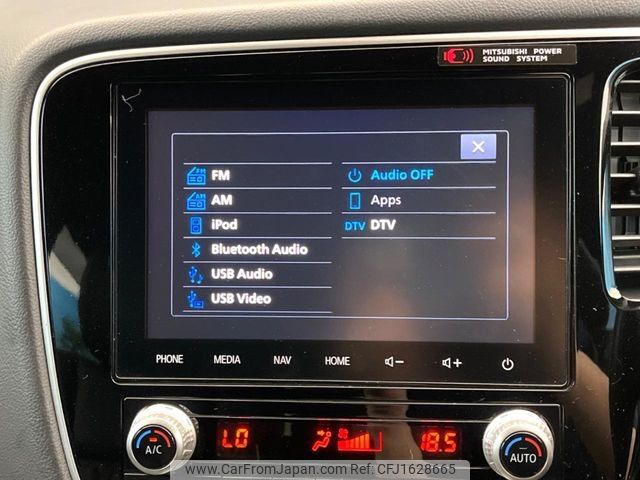 MITSUBISHI POWER
SOUND SYSTEM
FM
AM
iPod
Bluetooth Audio
USB Audio
USB Video
Audio OFF
Apps
DTV DTV
PHONE MEDIA NAV HOME
A/C
LO
18.5
AUTO
www.CarFromJapan.com - CFJ1628665